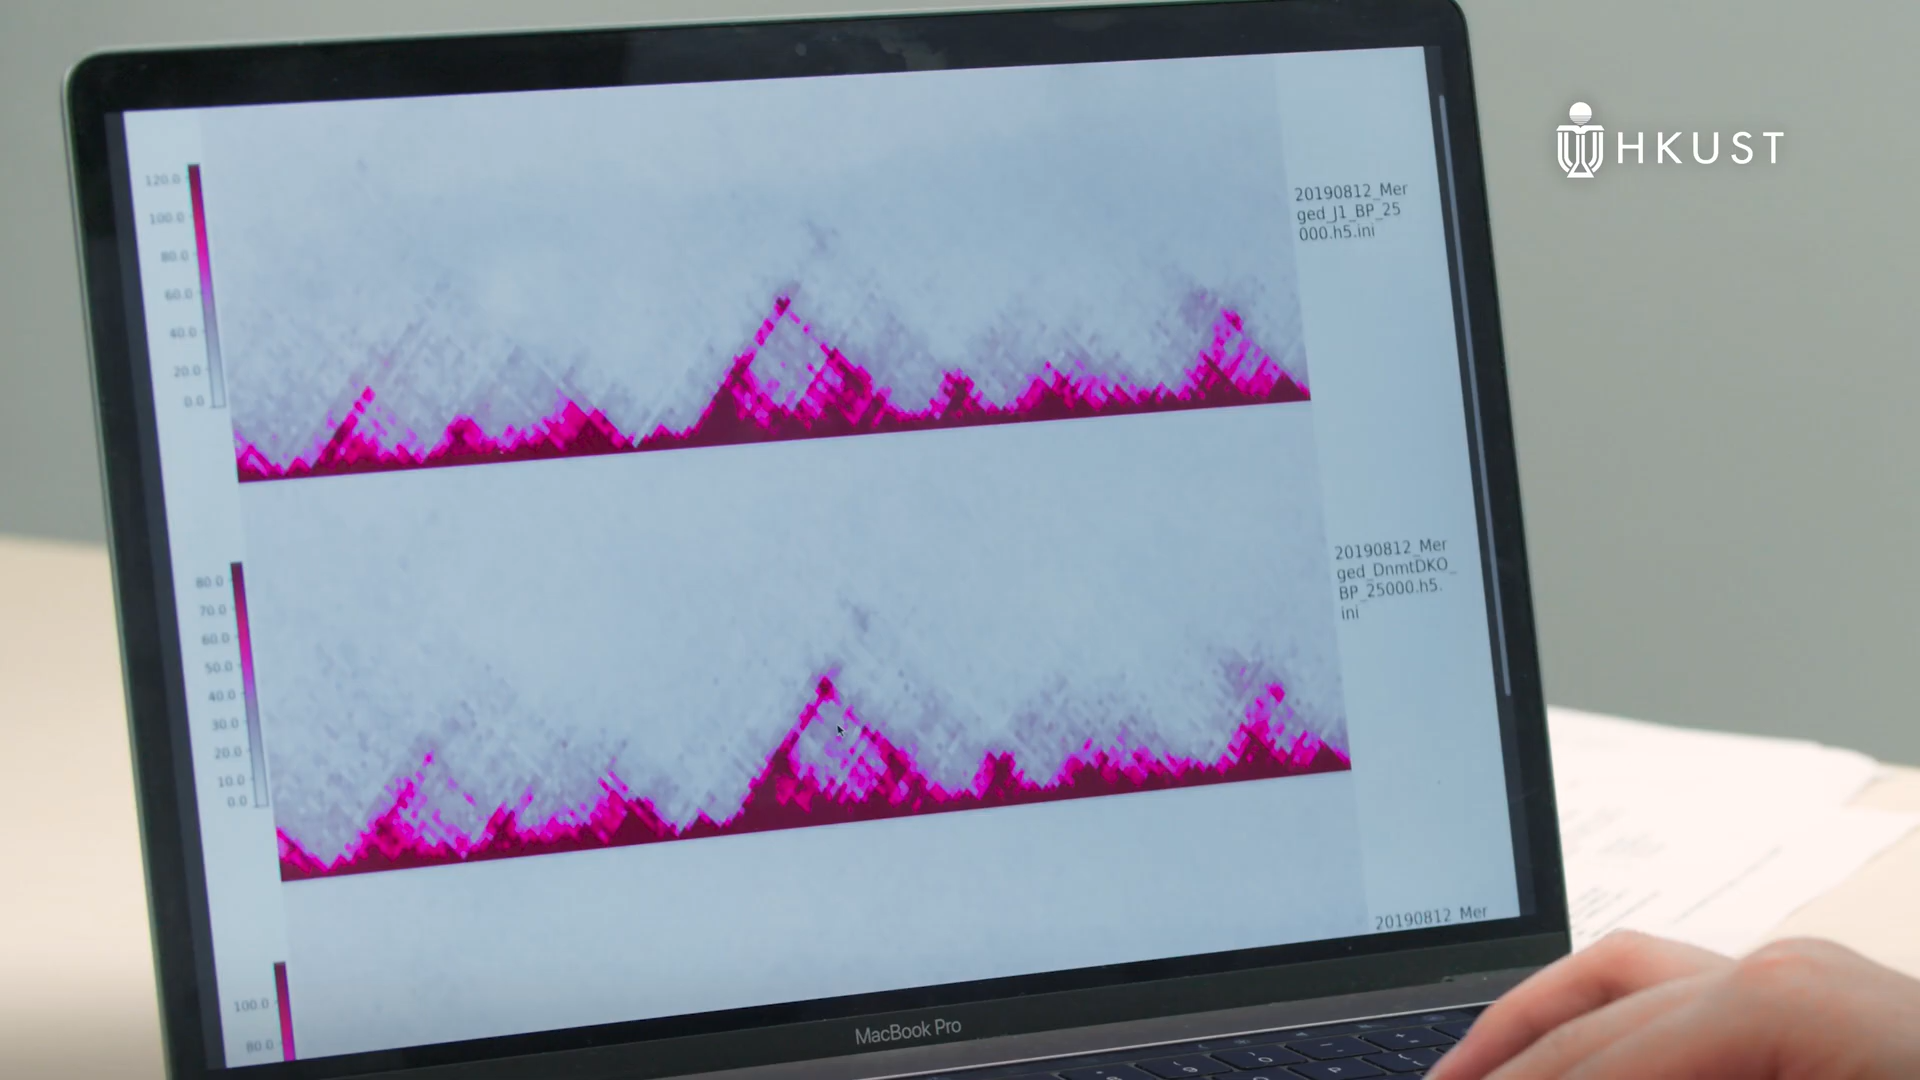 HKUST
120.0
100.0
80.0
60.0
40.0
20.0
0.0
20190812_Mer
ged_J1_BP_25
000.h5.ini
80.0
70.0
60.0
50.0
40.0
30.0
20.0
10.0
0.0
20190812_Mer
ged_DnmtDKO_
BP_25000.h5.
ini
100.0
80.0
20190812_Mer
MacBook Pro